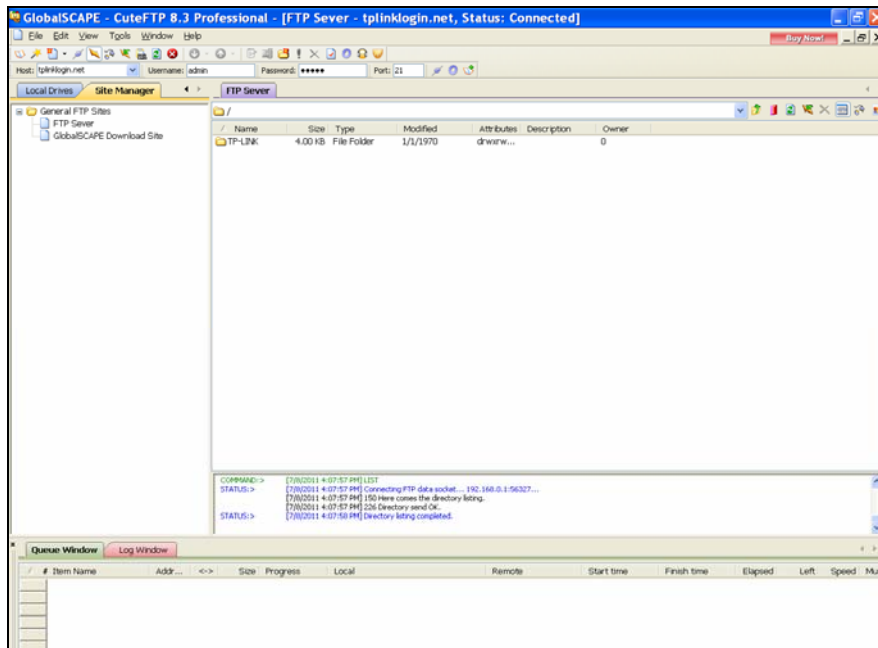 GlobalSCAPE - CuteFTP 8.3 Professional - [FTP Sever - tplinklogin.net, Status: Connected]
File Edit View Tools Window Help Buy Now!
Host: tplinklogin.net Username: admin Password: ●●●●● Port: 21
Local Drives Site Manager FTP Sever
General FTP Sites
FTP Sever
GlobalSCAPE Download Site
/
/ Name Size Type Modified Attributes Description Owner
TP-LINK 4.00 KB File Folder 1/1/1970 drwxrw... 0
COMMAND:> [7/8/2011 4:07:57 PM] LIST
STATUS:> [7/8/2011 4:07:57 PM] Connecting FTP data socket... 192.168.0.1:56327...
[7/8/2011 4:07:57 PM] 150 Here comes the directory listing.
[7/8/2011 4:07:57 PM] 226 Directory send OK.
STATUS:> [7/8/2011 4:07:58 PM] Directory listing completed.
Queue Window Log Window
/ # Item Name Addr... <-> Size Progress Local Remote Start time Finish time Elapsed Left Speed Mu